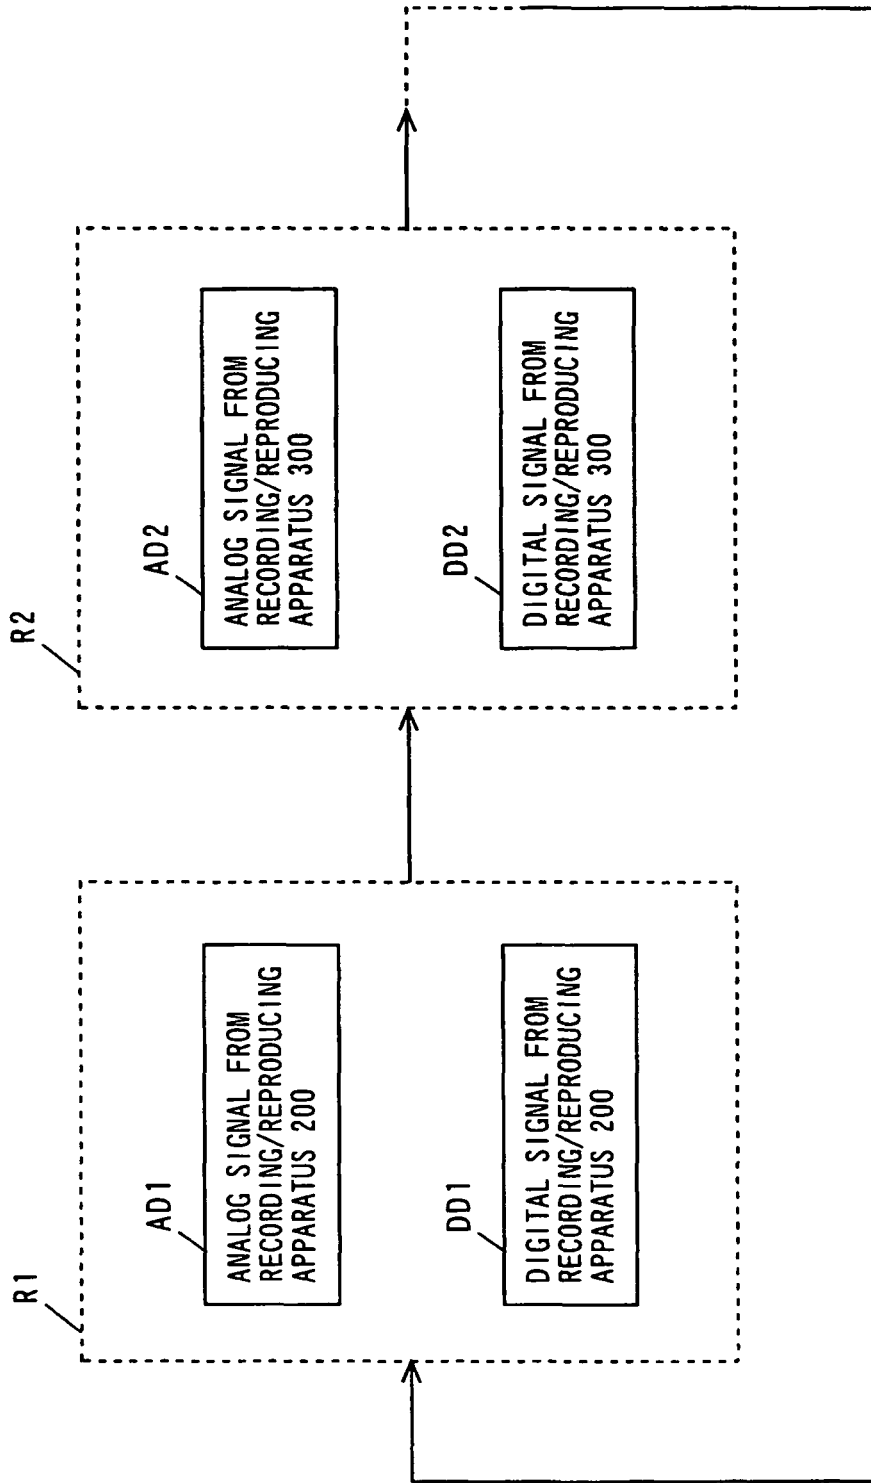 R1
AD1
ANALOG SIGNAL FROM
RECORDING/REPRODUCING
APPARATUS 200
DD1
DIGITAL SIGNAL FROM
RECORDING/REPRODUCING
APPARATUS 200
R2
AD2
ANALOG SIGNAL FROM
RECORDING/REPRODUCING
APPARATUS 300
DD2
DIGITAL SIGNAL FROM
RECORDING/REPRODUCING
APPARATUS 300